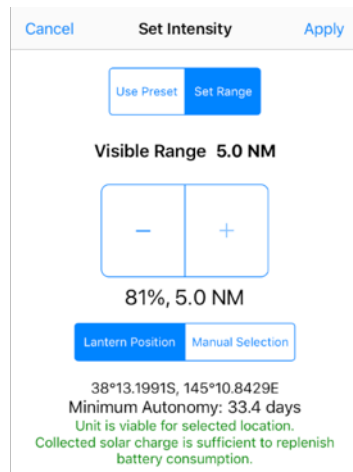 Cancel Set Intensity Apply
Use Preset Set Range
Visible Range 5.0 NM
− +
81%, 5.0 NM
Lantern Position Manual Selection
38°13.1991S, 145°10.8429E
Minimum Autonomy: 33.4 days
Unit is viable for selected location.
Collected solar charge is sufficient to replenish
battery consumption.